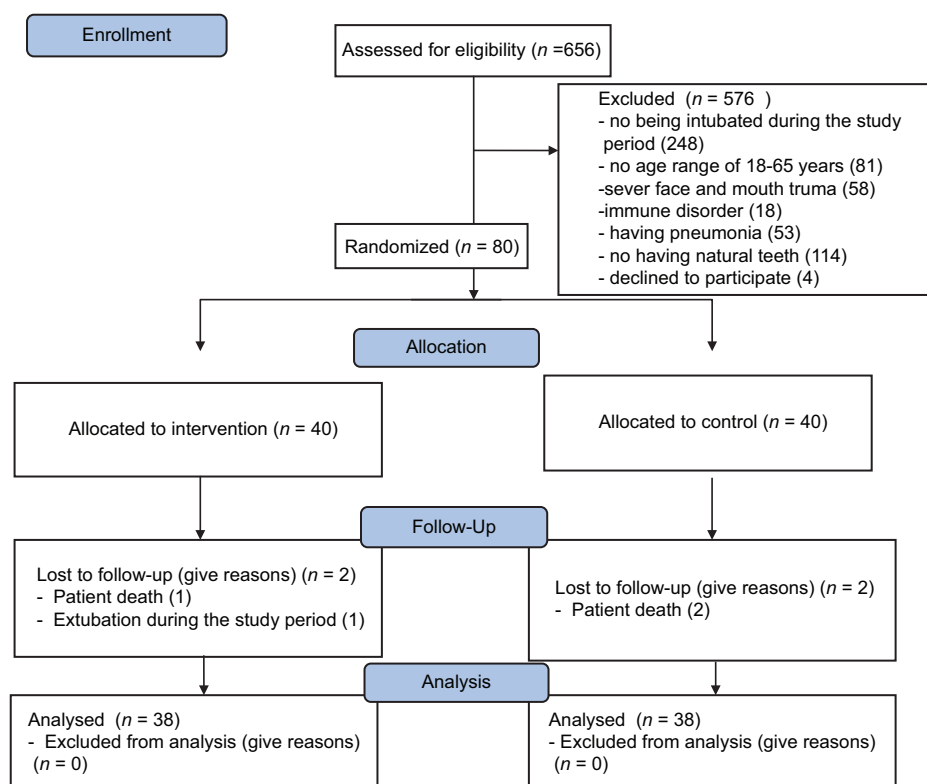 Enrollment
Assessed for eligibility (n =656)
Excluded (n = 576 )
- no being intubated during the study
period (248)
- no age range of 18-65 years (81)
-sever face and mouth truma (58)
-immune disorder (18)
- having pneumonia (53)
- no having natural teeth (114)
- declined to participate (4)
Randomized (n = 80)
Allocation
Allocated to intervention (n = 40)
Allocated to control (n = 40)
Follow-Up
Lost to follow-up (give reasons) (n = 2)
- Patient death (1)
- Extubation during the study period (1)
Lost to follow-up (give reasons) (n = 2)
- Patient death (2)
Analysis
Analysed (n = 38)
- Excluded from analysis (give reasons)
(n = 0)
Analysed (n = 38)
- Excluded from analysis (give reasons)
(n = 0)